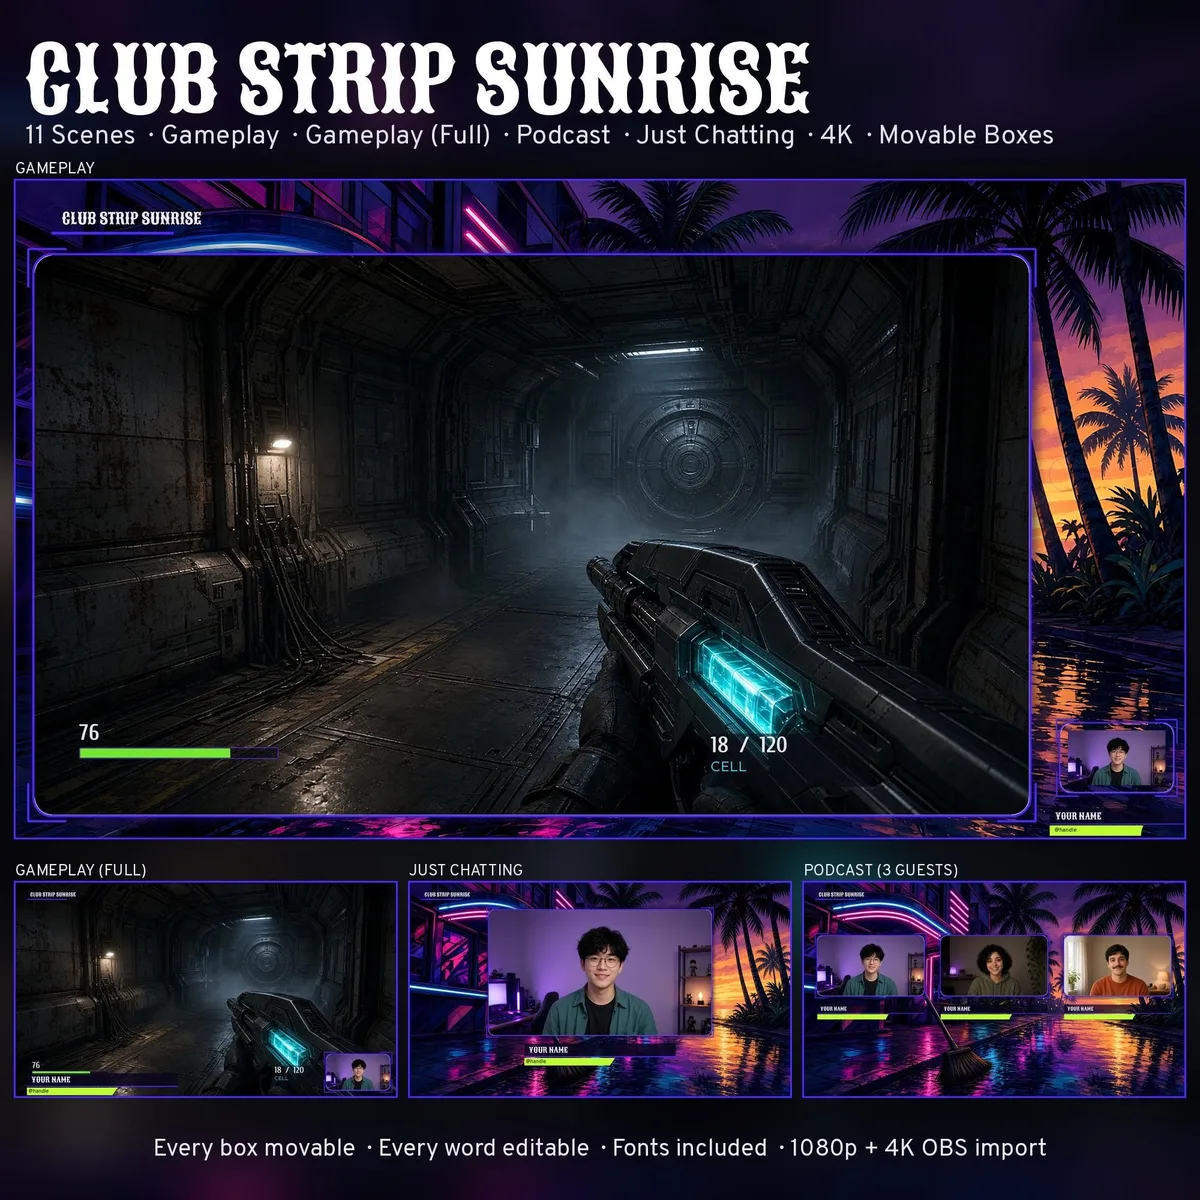 CLUB STRIP SUNRISE
11 Scenes · Gameplay · Gameplay (Full) · Podcast · Just Chatting · 4K · Movable Boxes
GAMEPLAY
CLUB STRIP SUNRISE
76
18 / 120
CELL
YOUR NAME
@handle
GAMEPLAY (FULL)
CLUB STRIP SUNRISE
76
18 / 120
CELL
YOUR NAME
@handle
JUST CHATTING
CLUB STRIP SUNRISE
YOUR NAME
@handle
PODCAST (3 GUESTS)
CLUB STRIP SUNRISE
YOUR NAME
YOUR NAME
YOUR NAME
Every box movable · Every word editable · Fonts included · 1080p + 4K OBS import